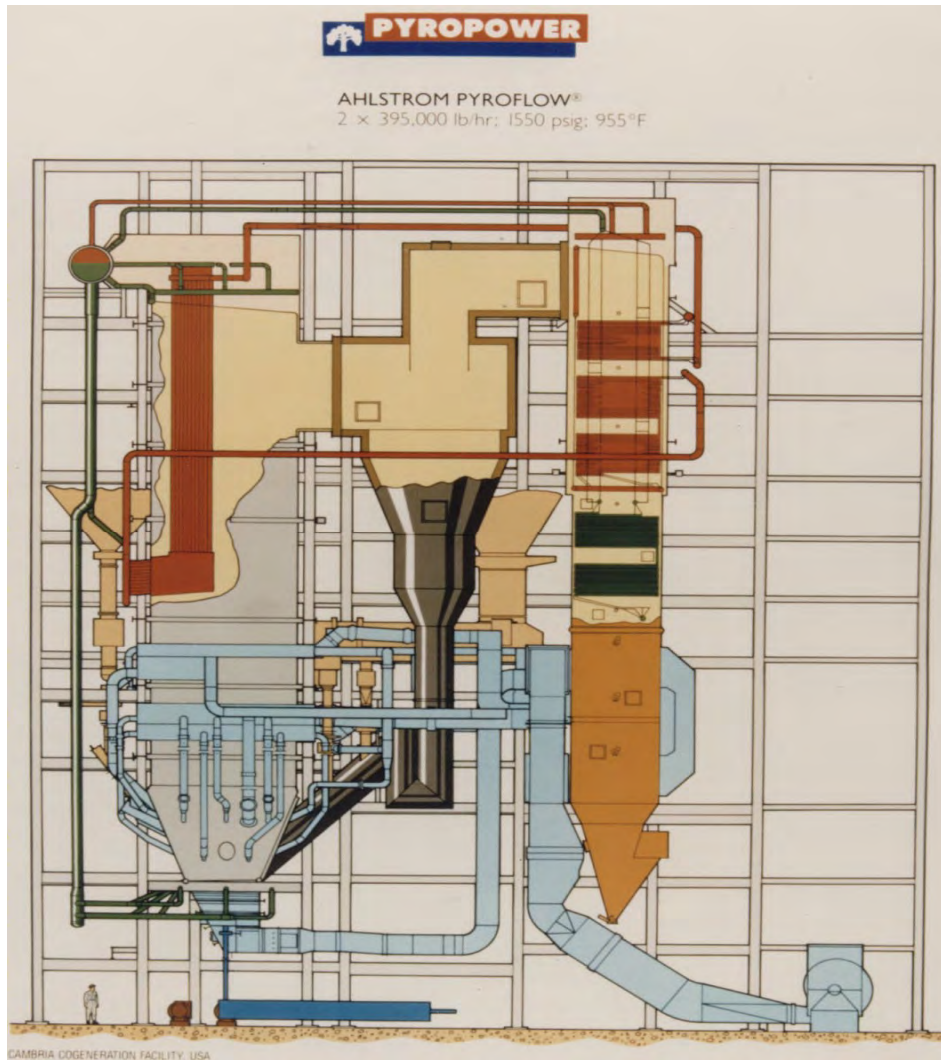 PYROPOWER
AHLSTROM PYROFLOW®
2 × 395,000 lb/hr; 1550 psig; 955°F
CAMBRIA COGENERATION FACILITY, USA